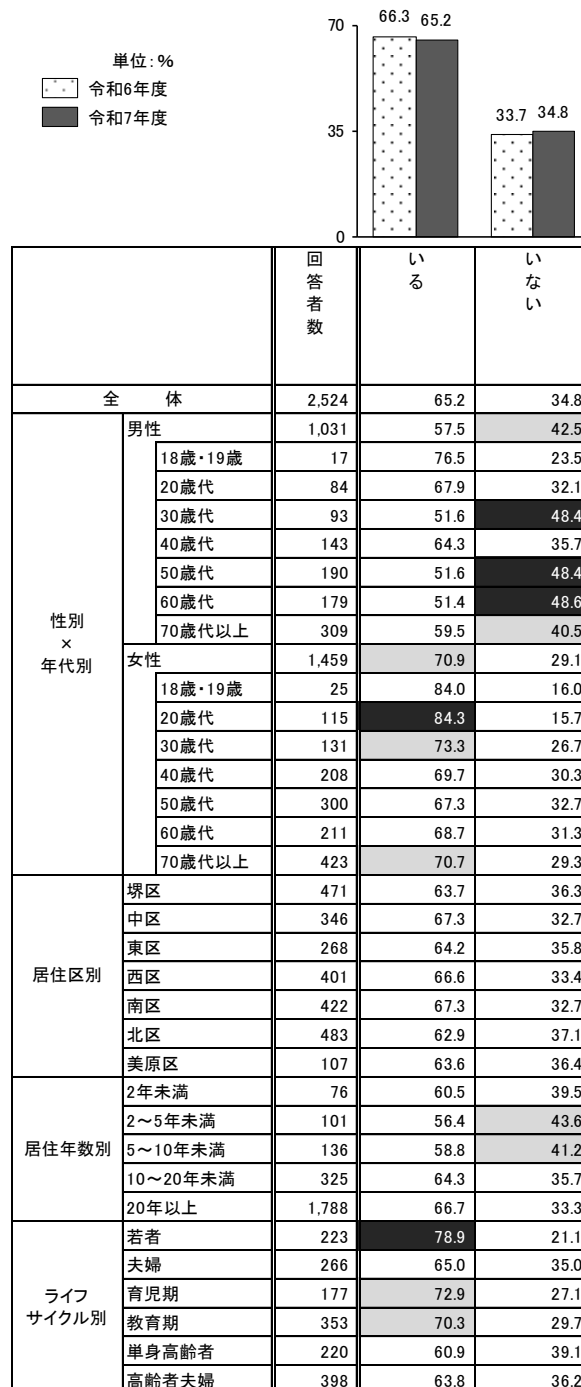 単位：%
令和6年度
令和7年度
70
35
0
66.3 65.2
33.7 34.8
回答者数 いる いない
全 体 2,524 65.2 34.8
性別
×
年代別
男性 1,031 57.5 42.5
18歳・19歳 17 76.5 23.5
20歳代 84 67.9 32.1
30歳代 93 51.6 48.4
40歳代 143 64.3 35.7
50歳代 190 51.6 48.4
60歳代 179 51.4 48.6
70歳代以上 309 59.5 40.5
女性 1,459 70.9 29.1
18歳・19歳 25 84.0 16.0
20歳代 115 84.3 15.7
30歳代 131 73.3 26.7
40歳代 208 69.7 30.3
50歳代 300 67.3 32.7
60歳代 211 68.7 31.3
70歳代以上 423 70.7 29.3
居住区別
堺区 471 63.7 36.3
中区 346 67.3 32.7
東区 268 64.2 35.8
西区 401 66.6 33.4
南区 422 67.3 32.7
北区 483 62.9 37.1
美原区 107 63.6 36.4
居住年数別
2年未満 76 60.5 39.5
2～5年未満 101 56.4 43.6
5～10年未満 136 58.8 41.2
10～20年未満 325 64.3 35.7
20年以上 1,788 66.7 33.3
ライフ
サイクル別
若者 223 78.9 21.1
夫婦 266 65.0 35.0
育児期 177 72.9 27.1
教育期 353 70.3 29.7
単身高齢者 220 60.9 39.1
高齢者夫婦 398 63.8 36.2